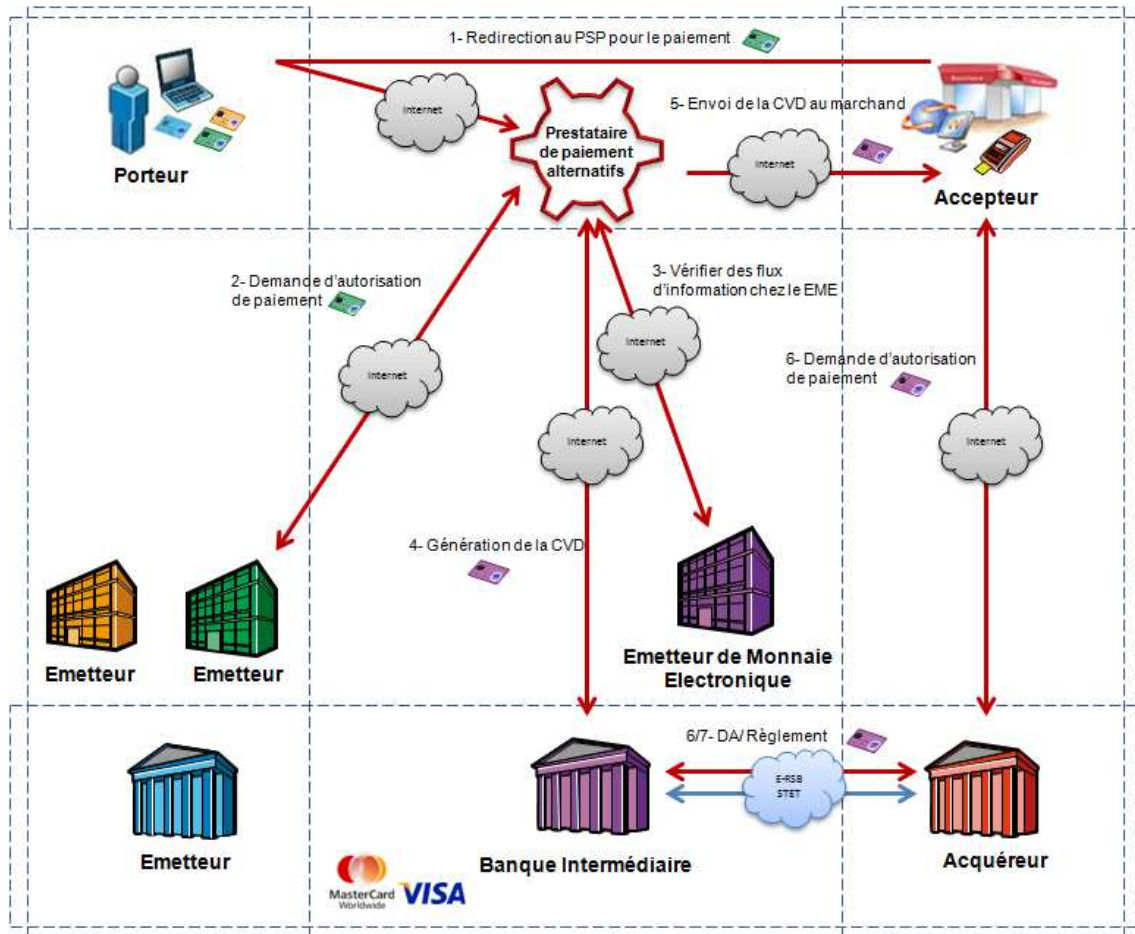 1- Redirection au PSP pour le paiement
Internet
Prestataire
de paiement
alternatifs
5- Envoi de la CVD au marchand
Internet
Porteur
Accepteur
2- Demande d'autorisation
de paiement
3- Vérifier des flux
d'information chez le EME
Internet
Internet
6- Demande d'autorisation
de paiement
Internet
Internet
4- Génération de la CVD
Emetteur
Emetteur
Emetteur de Monnaie
Electronique
6/7- DA/ Règlement
E-RSB
STET
Emetteur
Banque Intermédiaire
Acquéreur
MasterCard
Worldwide
VISA